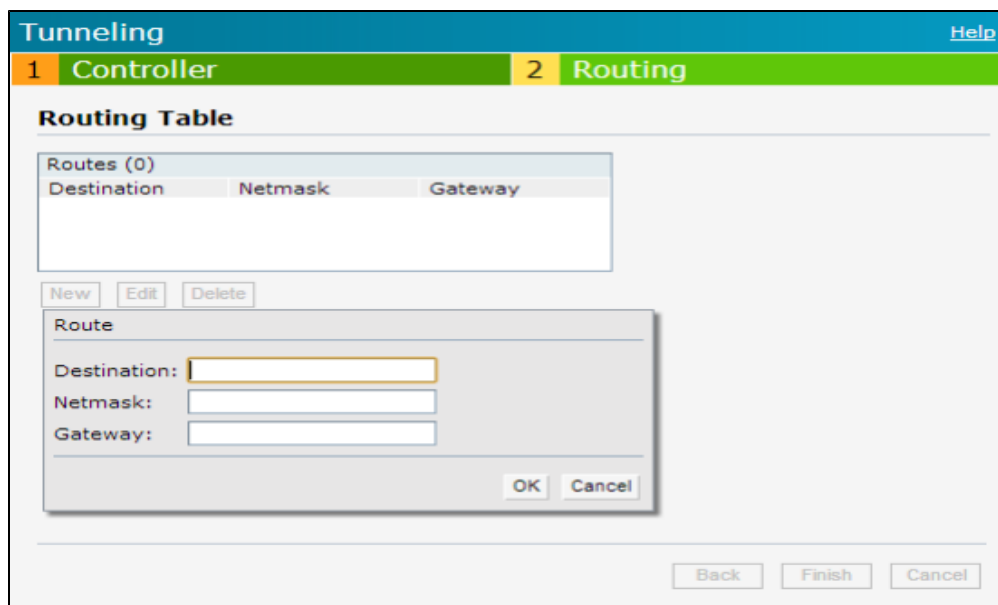 Tunneling Help
1 Controller 2 Routing
Routing Table
Routes (0)
Destination Netmask Gateway
New Edit Delete
Route
Destination:
Netmask:
Gateway:
OK Cancel
Back Finish Cancel